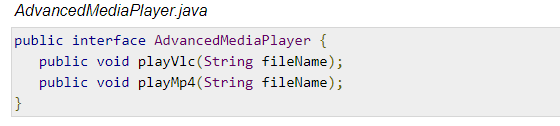 AdvancedMediaPlayer.java
public interface AdvancedMediaPlayer {
   public void playVlc(String fileName);
   public void playMp4(String fileName);
}